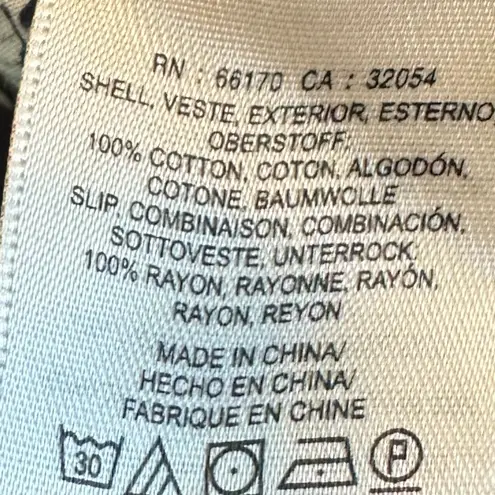 RN : 66170 CA : 32054
SHELL, VESTE, EXTERIOR, ESTERNO
OBERSTOFF:
100% COTTON, COTON, ALGODÓN,
COTONE, BAUMWOLLE
SLIP, COMBINAISON, COMBINACIÓN,
SOTTOVESTE, UNTERROCK
100% RAYON, RAYONNE, RAYÓN,
RAYON, REYON
MADE IN CHINA/
HECHO EN CHINA/
FABRIQUE EN CHINE
30 P